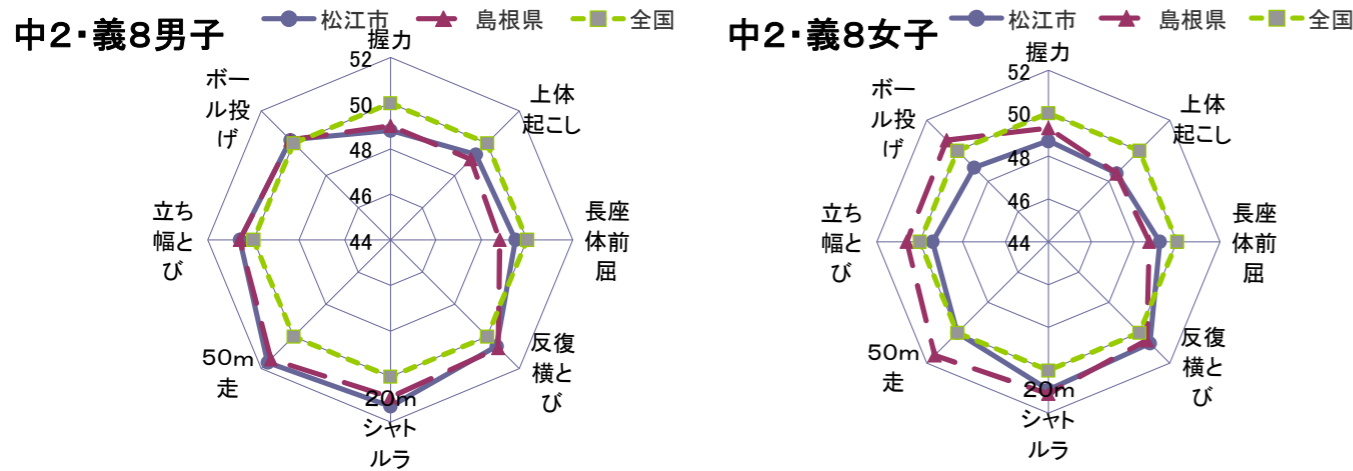 中2・義8男子
松江市
島根県
全国
握力
上体
起こし
長座
体前
屈
反復
横と
び
20m
シャト
ルラ
50m
走
立ち
幅と
び
ボー
ル投
げ
52
50
48
46
44
中2・義8女子
松江市
島根県
全国
握力
上体
起こし
長座
体前
屈
反復
横と
び
20m
シャト
ルラ
50m
走
立ち
幅と
び
ボー
ル投
げ
52
50
48
46
44